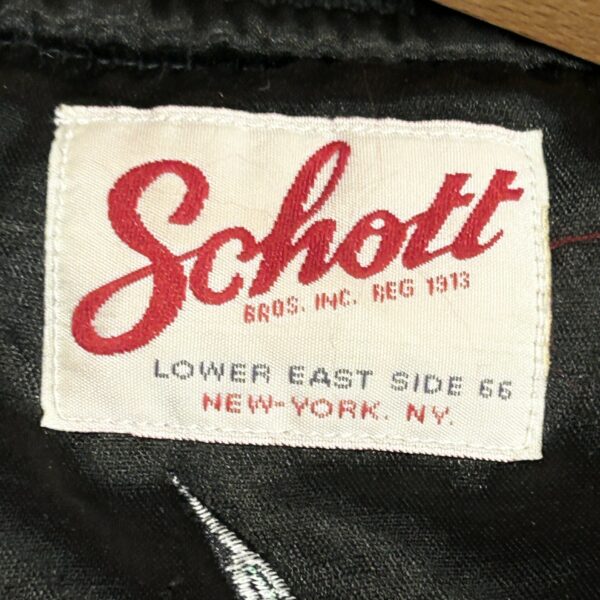 Schott
BROS. INC. REG 1913
LOWER EAST SIDE 66
NEW-YORK. NY.